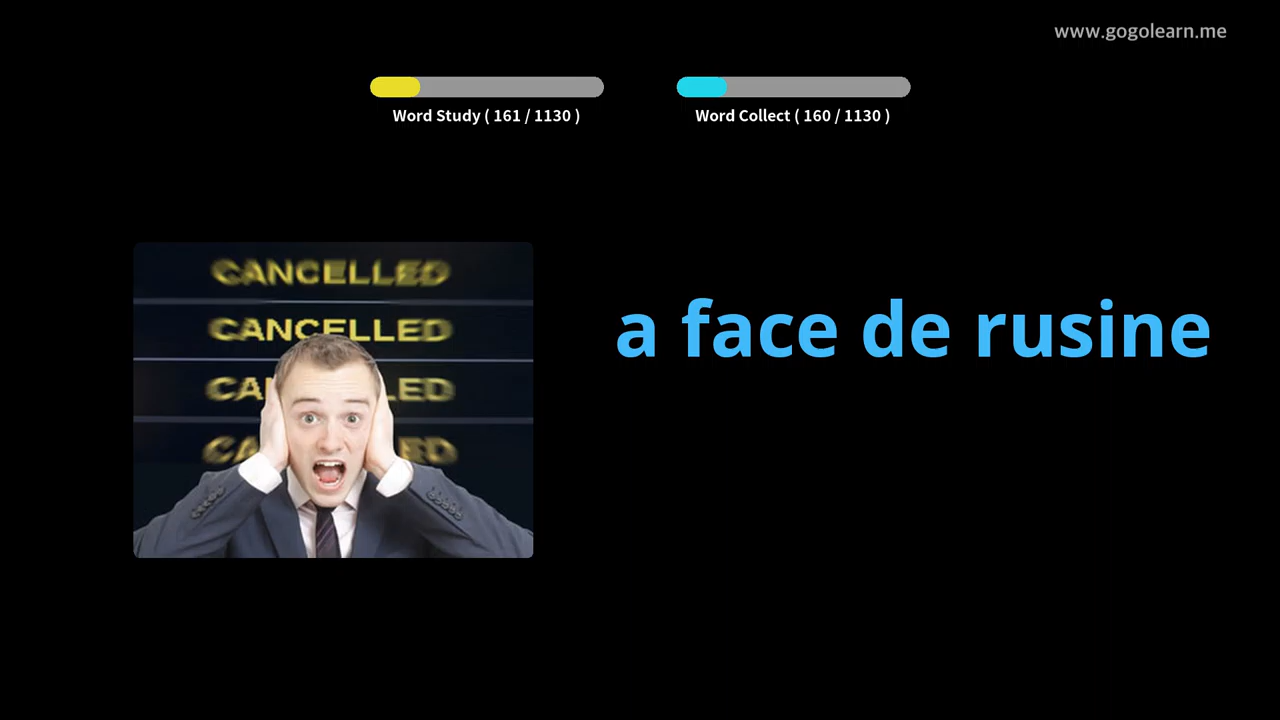 www.gogolearn.me
Word Study ( 161 / 1130 )
Word Collect ( 160 / 1130 )
CANCELLED
CANCELLED
a face de rusine